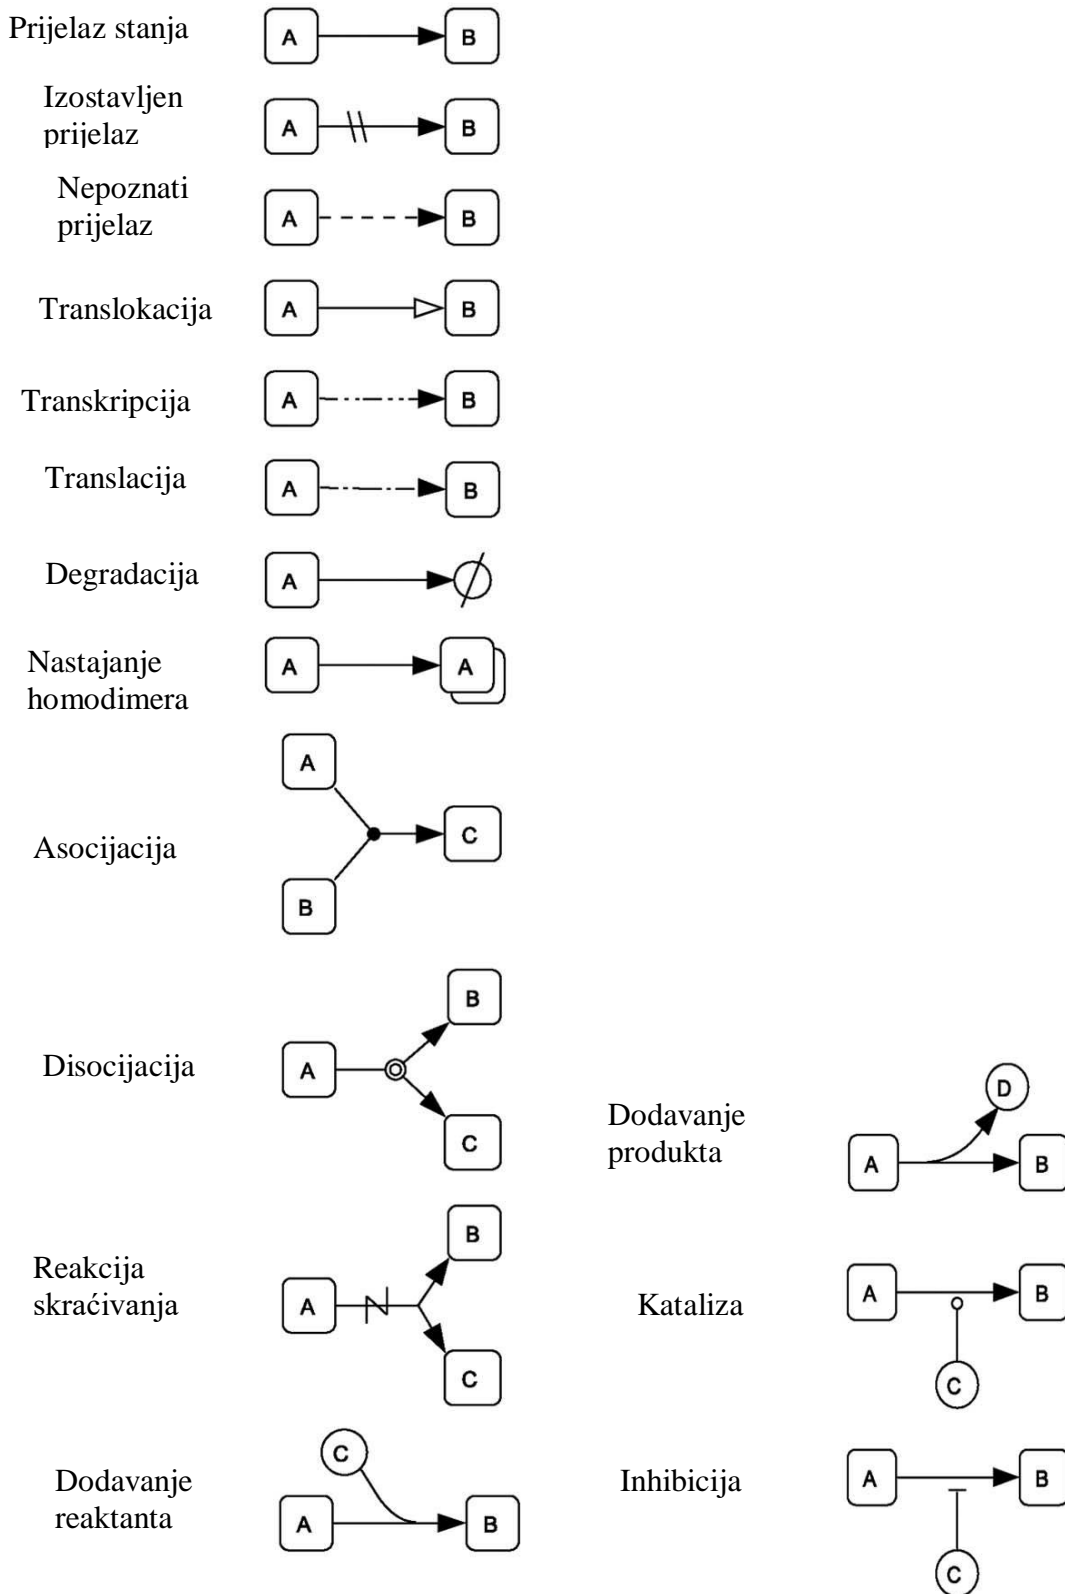 Prijelaz stanja
A B
Izostavljen
prijelaz
A B
Nepoznati
prijelaz
A B
Translokacija
A B
Transkripcija
A B
Translacija
A B
Degradacija
A
Nastajanje
homodimera
A A
Asocijacija
A
C
B
Disocijacija
B
A
C
Reakcija
skraćivanja
B
A
C
Dodavanje
reaktanta
C
A B
Dodavanje
produkta
D
A B
Kataliza
A B
C
Inhibicija
A B
C